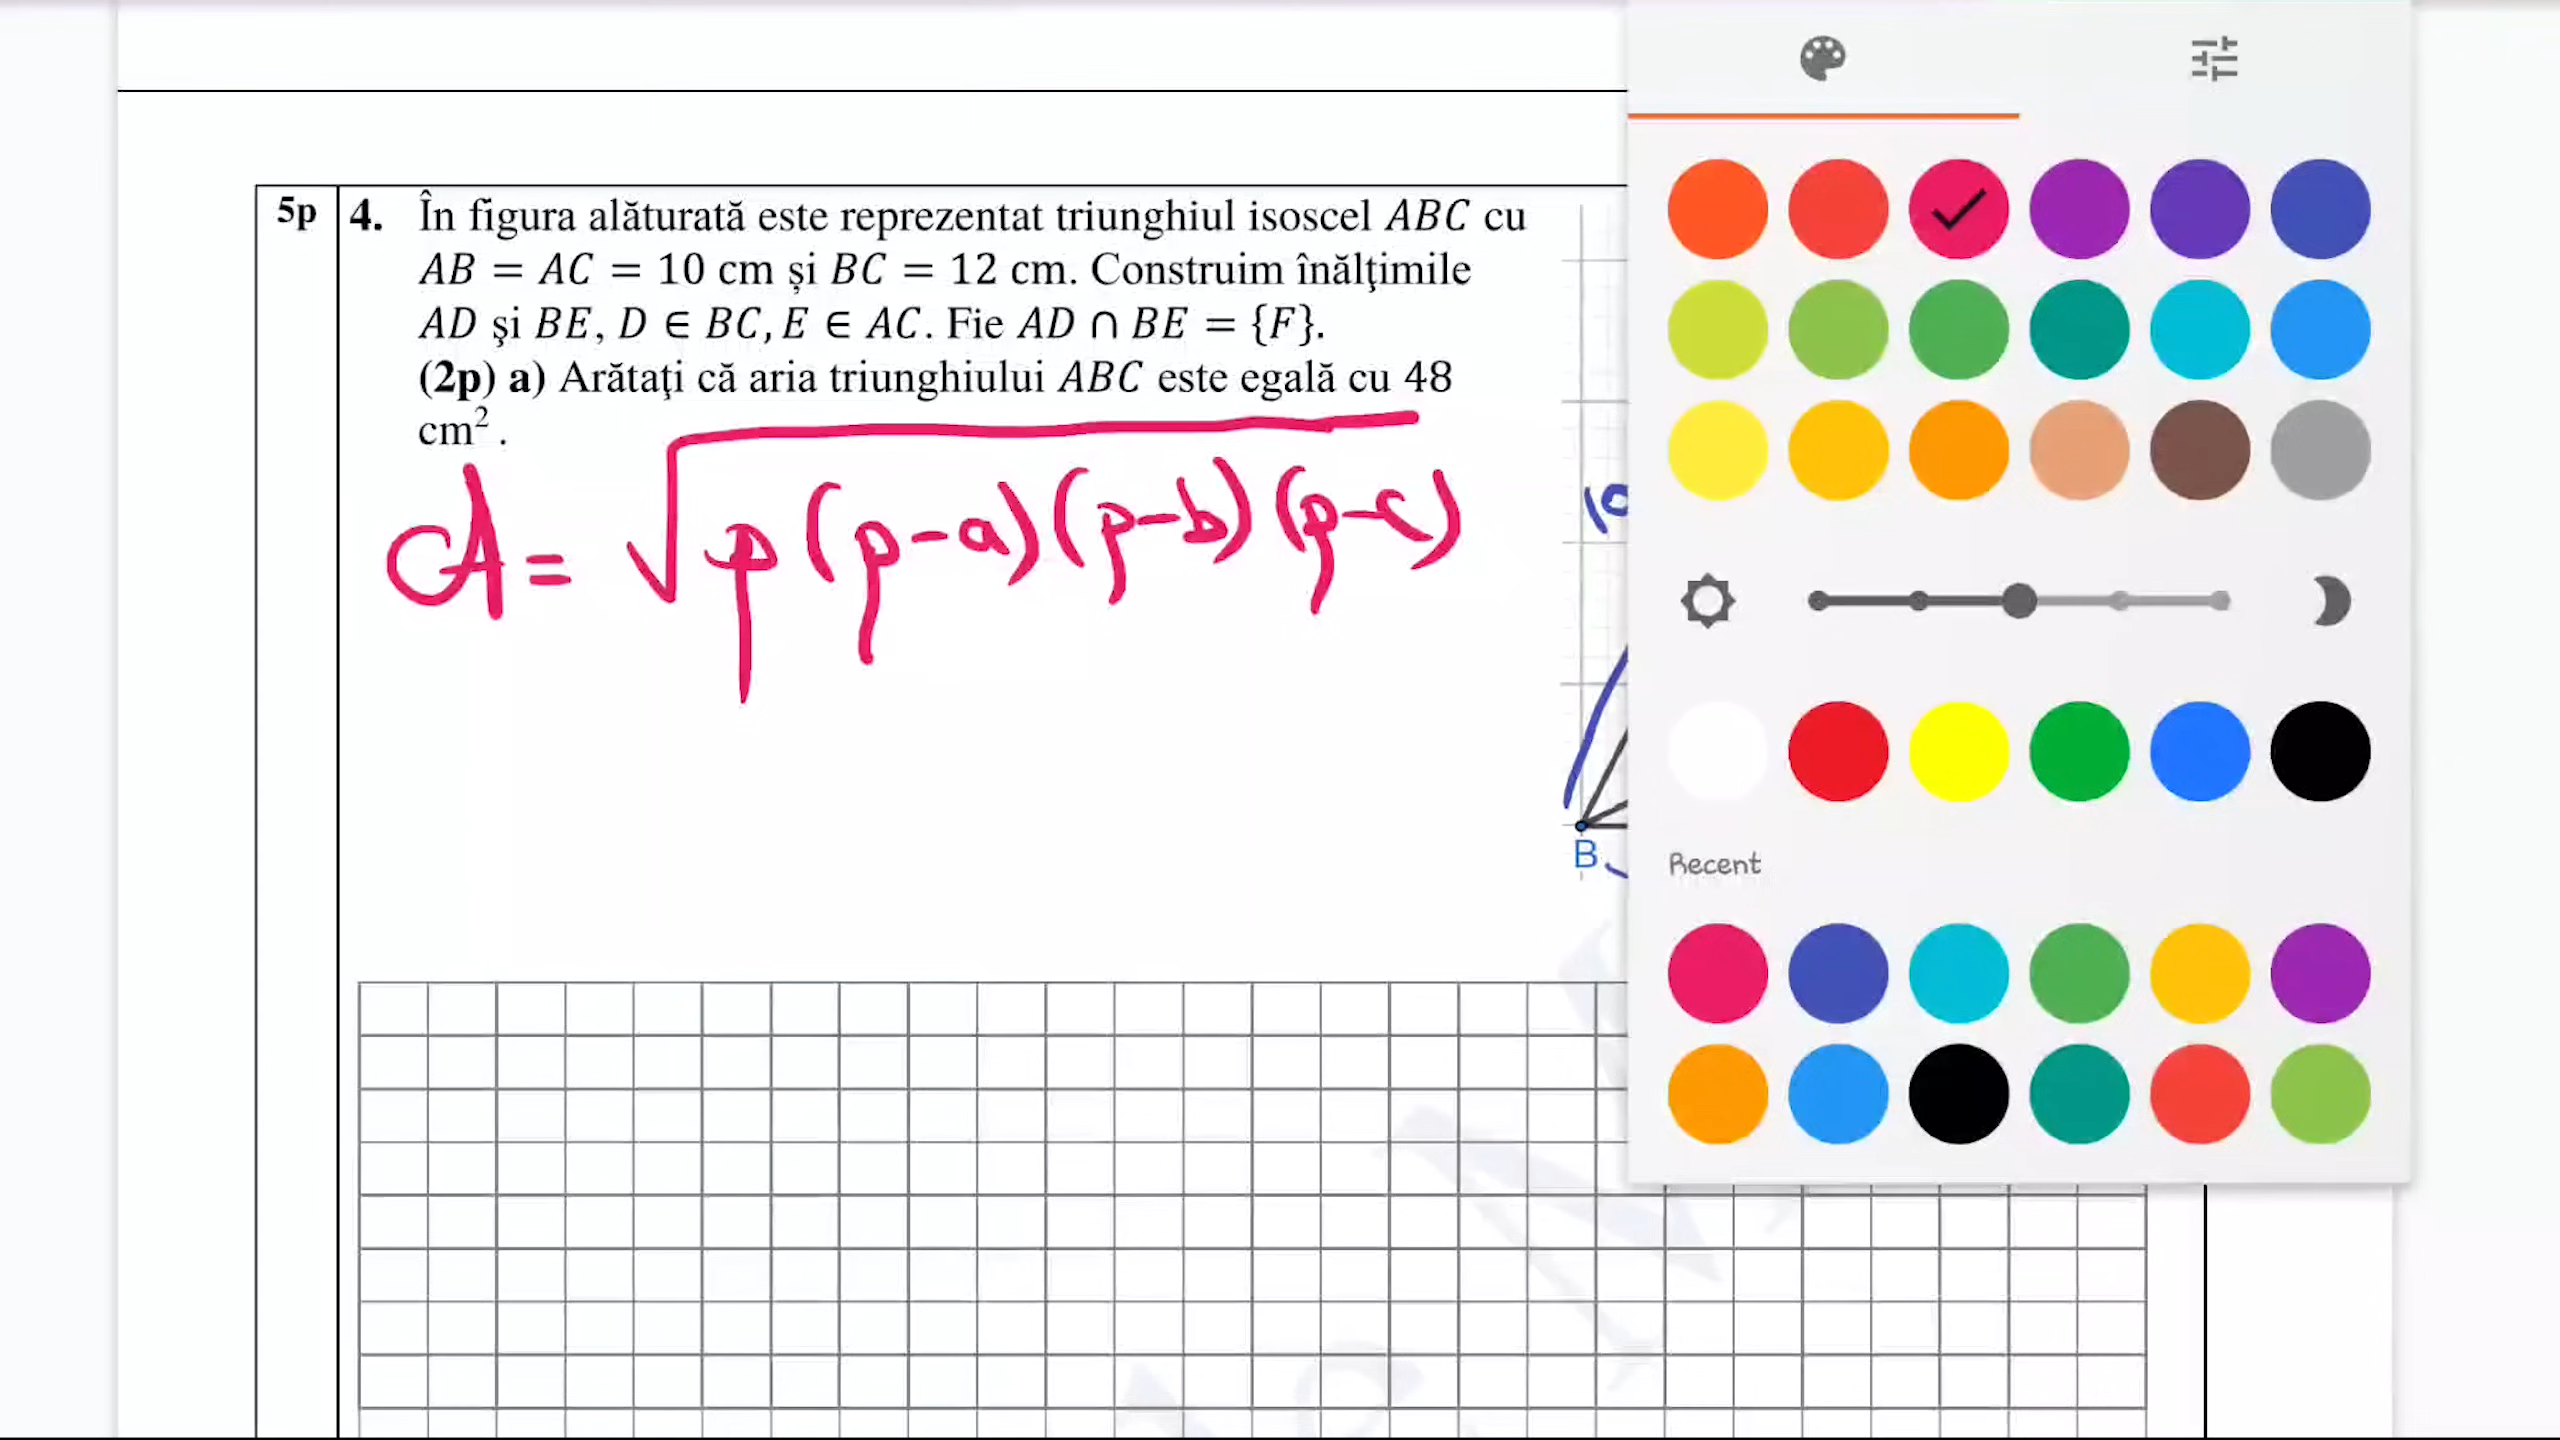 5p
4. În figura alăturată este reprezentat triunghiul isoscel ABC cu
AB = AC = 10 cm și BC = 12 cm. Construim înălţimile
AD şi BE, D ∈ BC, E ∈ AC. Fie AD ∩ BE = {F}.
(2p) a) Arătaţi că aria triunghiului ABC este egală cu 48
cm² .
A = √p(p-a)(p-b)(p-c)
10
B
Recent